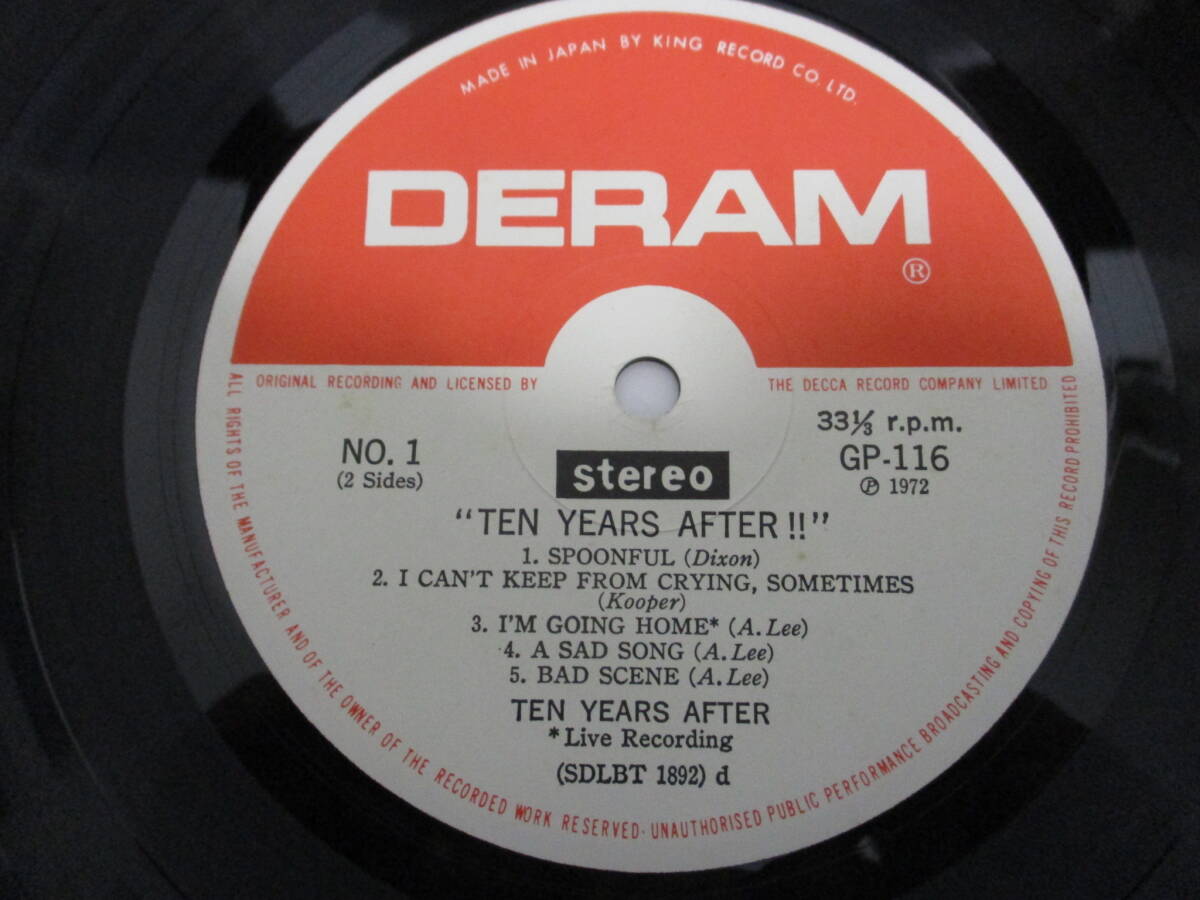 MADE IN JAPAN BY KING RECORD CO. LTD.
DERAM
®
ORIGINAL RECORDING AND LICENSED BY THE DECCA RECORD COMPANY LIMITED
NO. 1
(2 Sides)
stereo
33⅓ r.p.m.
GP-116
℗ 1972
"TEN YEARS AFTER!!"
1. SPOONFUL (Dixon)
2. I CAN'T KEEP FROM CRYING, SOMETIMES
(Kooper)
3. I'M GOING HOME* (A. Lee)
4. A SAD SONG (A. Lee)
5. BAD SCENE (A. Lee)
TEN YEARS AFTER
*Live Recording
(SDLBT 1892) d
ALL RIGHTS OF THE MANUFACTURER AND OF THE OWNER OF THE RECORDED WORK RESERVED· UNAUTHORISED PUBLIC PERFORMANCE BROADCASTING AND COPYING OF THIS RECORD PROHIBITED